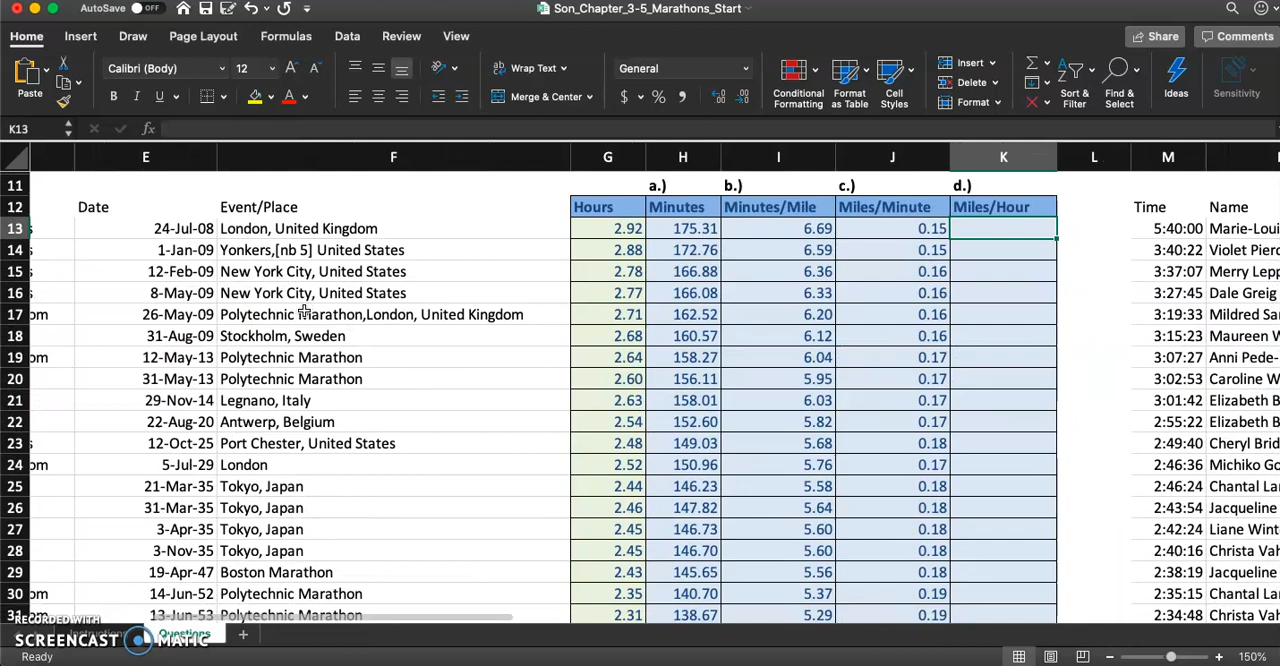 AutoSave OFF Son_Chapter_3-5_Marathons_Start
Home Insert Draw Page Layout Formulas Data Review View Share Comments
Paste Calibri (Body) 12 A A Wrap Text General Conditional Formatting Format as Table Cell Styles Insert Delete Format Sort & Filter Find & Select Ideas Sensitivity
B I U A Merge & Center $ %
K13 fx
E F G H I J K L M
11 a.) b.) c.) d.)
12 Date Event/Place Hours Minutes Minutes/Mile Miles/Minute Miles/Hour Time Name
13 24-Jul-08 London, United Kingdom 2.92 175.31 6.69 0.15 5:40:00 Marie-Loui
14 1-Jan-09 Yonkers,[nb 5] United States 2.88 172.76 6.59 0.15 3:40:22 Violet Pierc
15 12-Feb-09 New York City, United States 2.78 166.88 6.36 0.16 3:37:07 Merry Lepp
16 8-May-09 New York City, United States 2.77 166.08 6.33 0.16 3:27:45 Dale Greig
17 om 26-May-09 Polytechnic Marathon,London, United Kingdom 2.71 162.52 6.20 0.16 3:19:33 Mildred Sa
18 31-Aug-09 Stockholm, Sweden 2.68 160.57 6.12 0.16 3:15:23 Maureen W
19 om 12-May-13 Polytechnic Marathon 2.64 158.27 6.04 0.17 3:07:27 Anni Pede-
20 31-May-13 Polytechnic Marathon 2.60 156.11 5.95 0.17 3:02:53 Caroline W
21 29-Nov-14 Legnano, Italy 2.63 158.01 6.03 0.17 3:01:42 Elizabeth B
22 22-Aug-20 Antwerp, Belgium 2.54 152.60 5.82 0.17 2:55:22 Elizabeth B
23 s 12-Oct-25 Port Chester, United States 2.48 149.03 5.68 0.18 2:49:40 Cheryl Brid
24 om 5-Jul-29 London 2.52 150.96 5.76 0.17 2:46:36 Michiko Go
25 21-Mar-35 Tokyo, Japan 2.44 146.23 5.58 0.18 2:46:24 Chantal Lan
26 31-Mar-35 Tokyo, Japan 2.46 147.82 5.64 0.18 2:43:54 Jacqueline
27 3-Apr-35 Tokyo, Japan 2.45 146.73 5.60 0.18 2:42:24 Liane Wint
28 3-Nov-35 Tokyo, Japan 2.45 146.70 5.60 0.18 2:40:16 Christa Vah
29 19-Apr-47 Boston Marathon 2.43 145.65 5.56 0.18 2:38:19 Jacqueline
30 om 14-Jun-52 Polytechnic Marathon 2.35 140.70 5.37 0.19 2:35:15 Chantal Lan
31 om 13-Jun-53 Polytechnic Marathon 2.31 138.67 5.29 0.19 2:34:48 Christa Vah
RECORDED WITH
SCREENCAST MATIC Questions +
Ready 150%